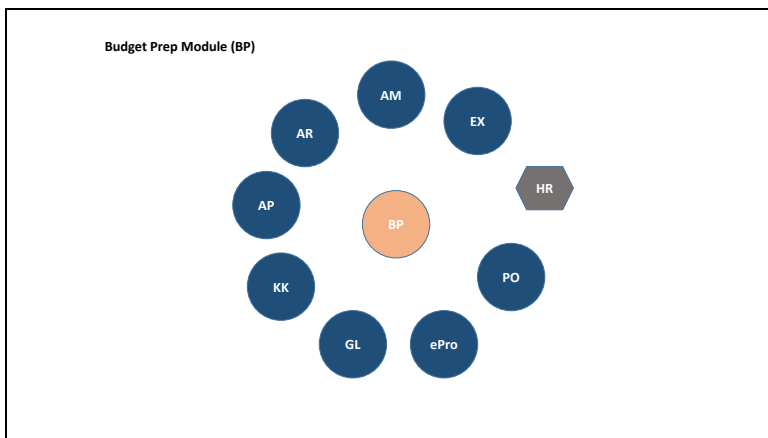 Budget Prep Module (BP)
AM
EX
AR
HR
AP
BP
PO
KK
GL
ePro